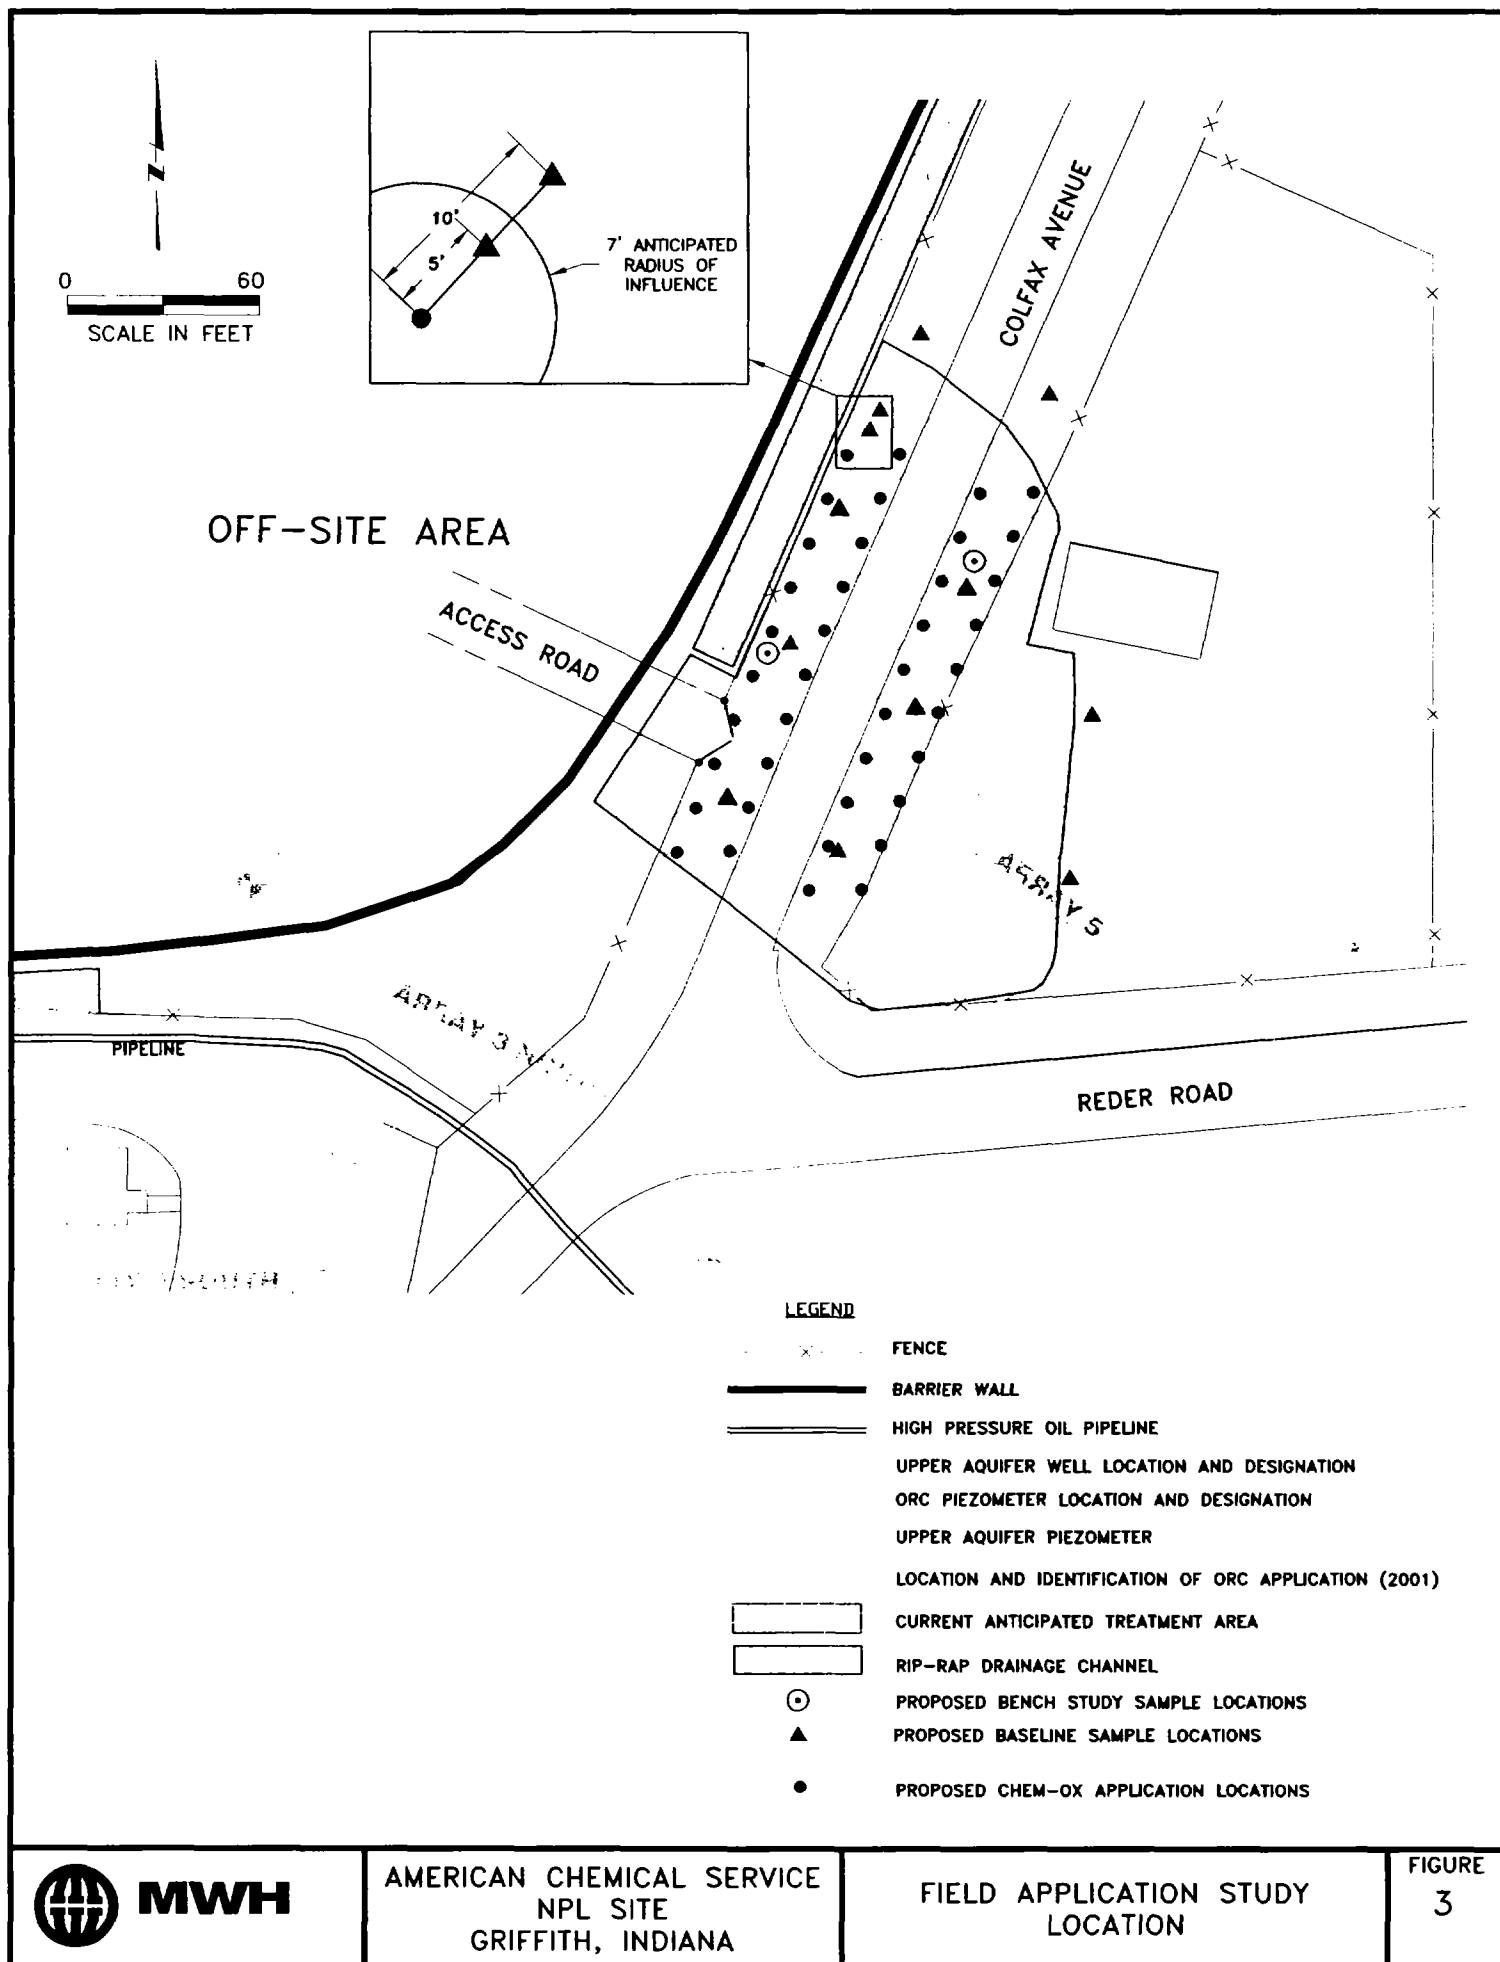 N
0 60
SCALE IN FEET
10'
5'
7' ANTICIPATED
RADIUS OF
INFLUENCE
COLFAX AVENUE
OFF-SITE AREA
ACCESS ROAD
ARRAY 5
ARRAY 3
PIPELINE
REDER ROAD
LEGEND
FENCE
BARRIER WALL
HIGH PRESSURE OIL PIPELINE
UPPER AQUIFER WELL LOCATION AND DESIGNATION
ORC PIEZOMETER LOCATION AND DESIGNATION
UPPER AQUIFER PIEZOMETER
LOCATION AND IDENTIFICATION OF ORC APPLICATION (2001)
CURRENT ANTICIPATED TREATMENT AREA
RIP-RAP DRAINAGE CHANNEL
PROPOSED BENCH STUDY SAMPLE LOCATIONS
PROPOSED BASELINE SAMPLE LOCATIONS
PROPOSED CHEM-OX APPLICATION LOCATIONS
MWH
AMERICAN CHEMICAL SERVICE
NPL SITE
GRIFFITH, INDIANA
FIELD APPLICATION STUDY
LOCATION
FIGURE
3